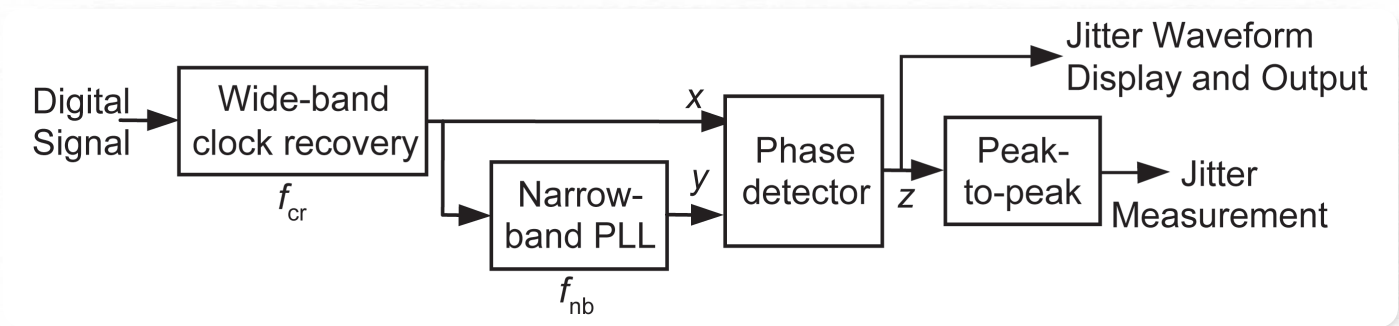 Digital
Signal
Wide-band
clock recovery
f_cr
x
Narrow-
band PLL
f_nb
y
Phase
detector
z
Jitter Waveform
Display and Output
Peak-
to-peak
Jitter
Measurement